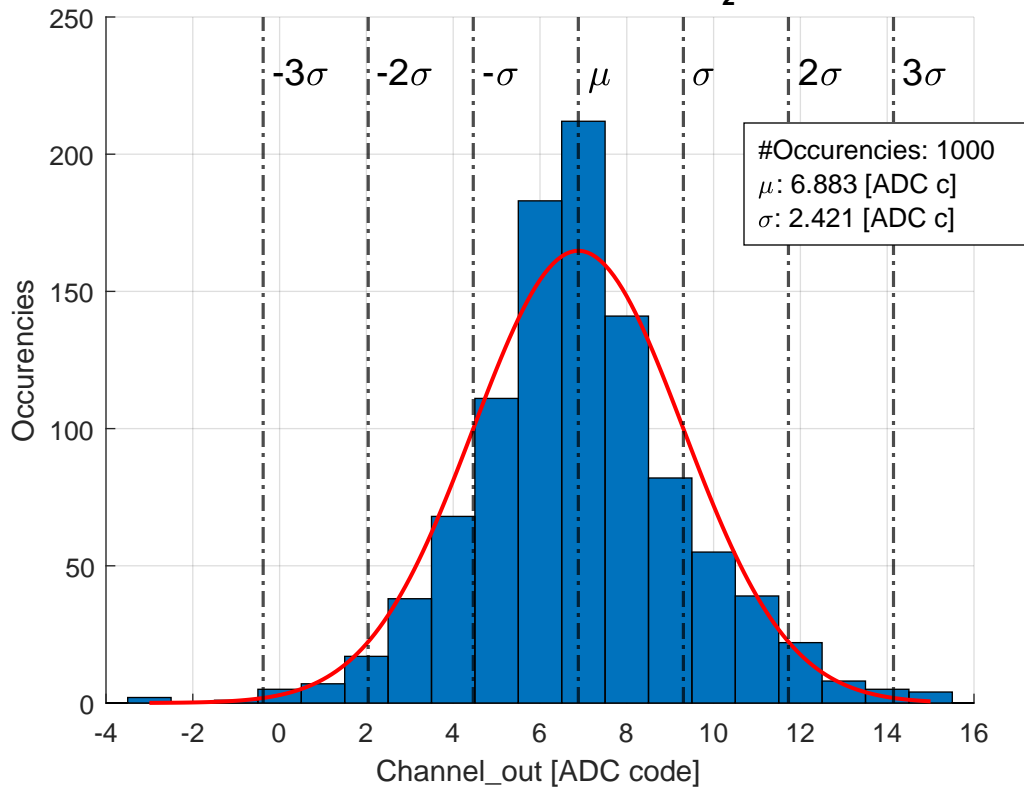 2
250
200
150
100
50
0
-3σ -2σ -σ μ σ 2σ 3σ
#Occurencies: 1000
μ: 6.883 [ADC c]
σ: 2.421 [ADC c]
Occurencies
-4 -2 0 2 4 6 8 10 12 14 16
Channel_out [ADC code]